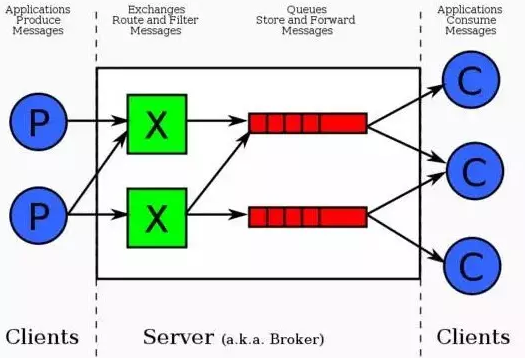 Applications
Produce
Messages
Exchanges
Route and Filter
Messages
Queues
Store and Forward
Messages
Applications
Consume
Messages
P
X
C
C
P
X
C
Clients
Server (a.k.a. Broker)
Clients